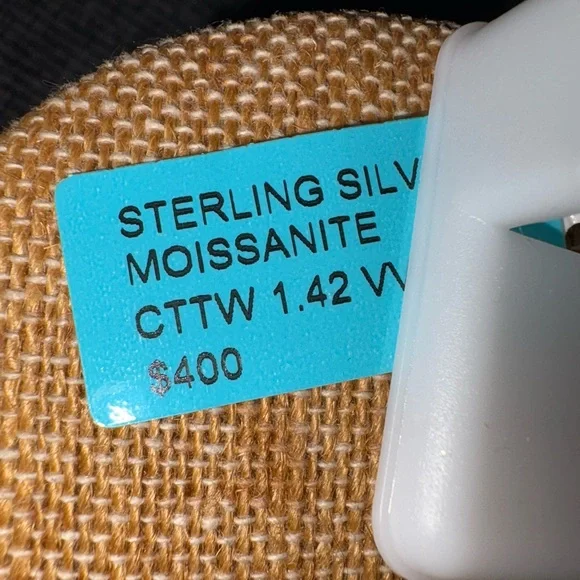 STERLING SILV
MOISSANITE
CTTW 1.42
$400